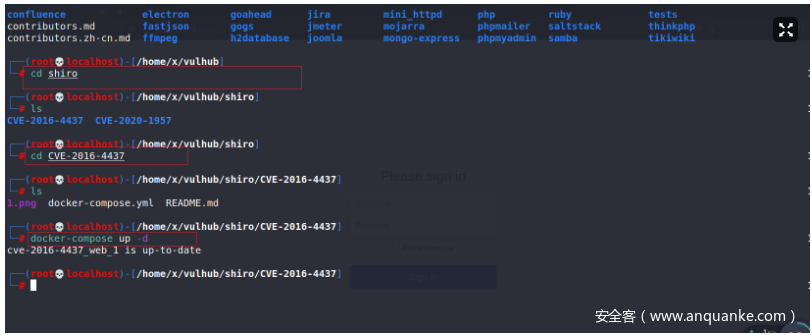 confluence electron goahead jira mini_httpd php ruby tests
contributors.md fastjson gogs jmeter mojarra phpmailer saltstack thinkphp
contributors.zh-cn.md ffmpeg h2database joomla mongo-express phpmyadmin samba tikiwiki
(root💀localhost)-[/home/x/vulhub]
# cd shiro
(root💀localhost)-[/home/x/vulhub/shiro]
# ls
CVE-2016-4437 CVE-2020-1957
(root💀localhost)-[/home/x/vulhub/shiro]
# cd CVE-2016-4437
(root💀localhost)-[/home/x/vulhub/shiro/CVE-2016-4437]
# ls
1.png docker-compose.yml README.md
Please sign in
(root💀localhost)-[/home/x/vulhub/shiro/CVE-2016-4437]
# docker-compose up -d
cve-2016-4437_web_1 is up-to-date
(root💀localhost)-[/home/x/vulhub/shiro/CVE-2016-4437]
#
Sign in
安全客（www.anquanke.com）